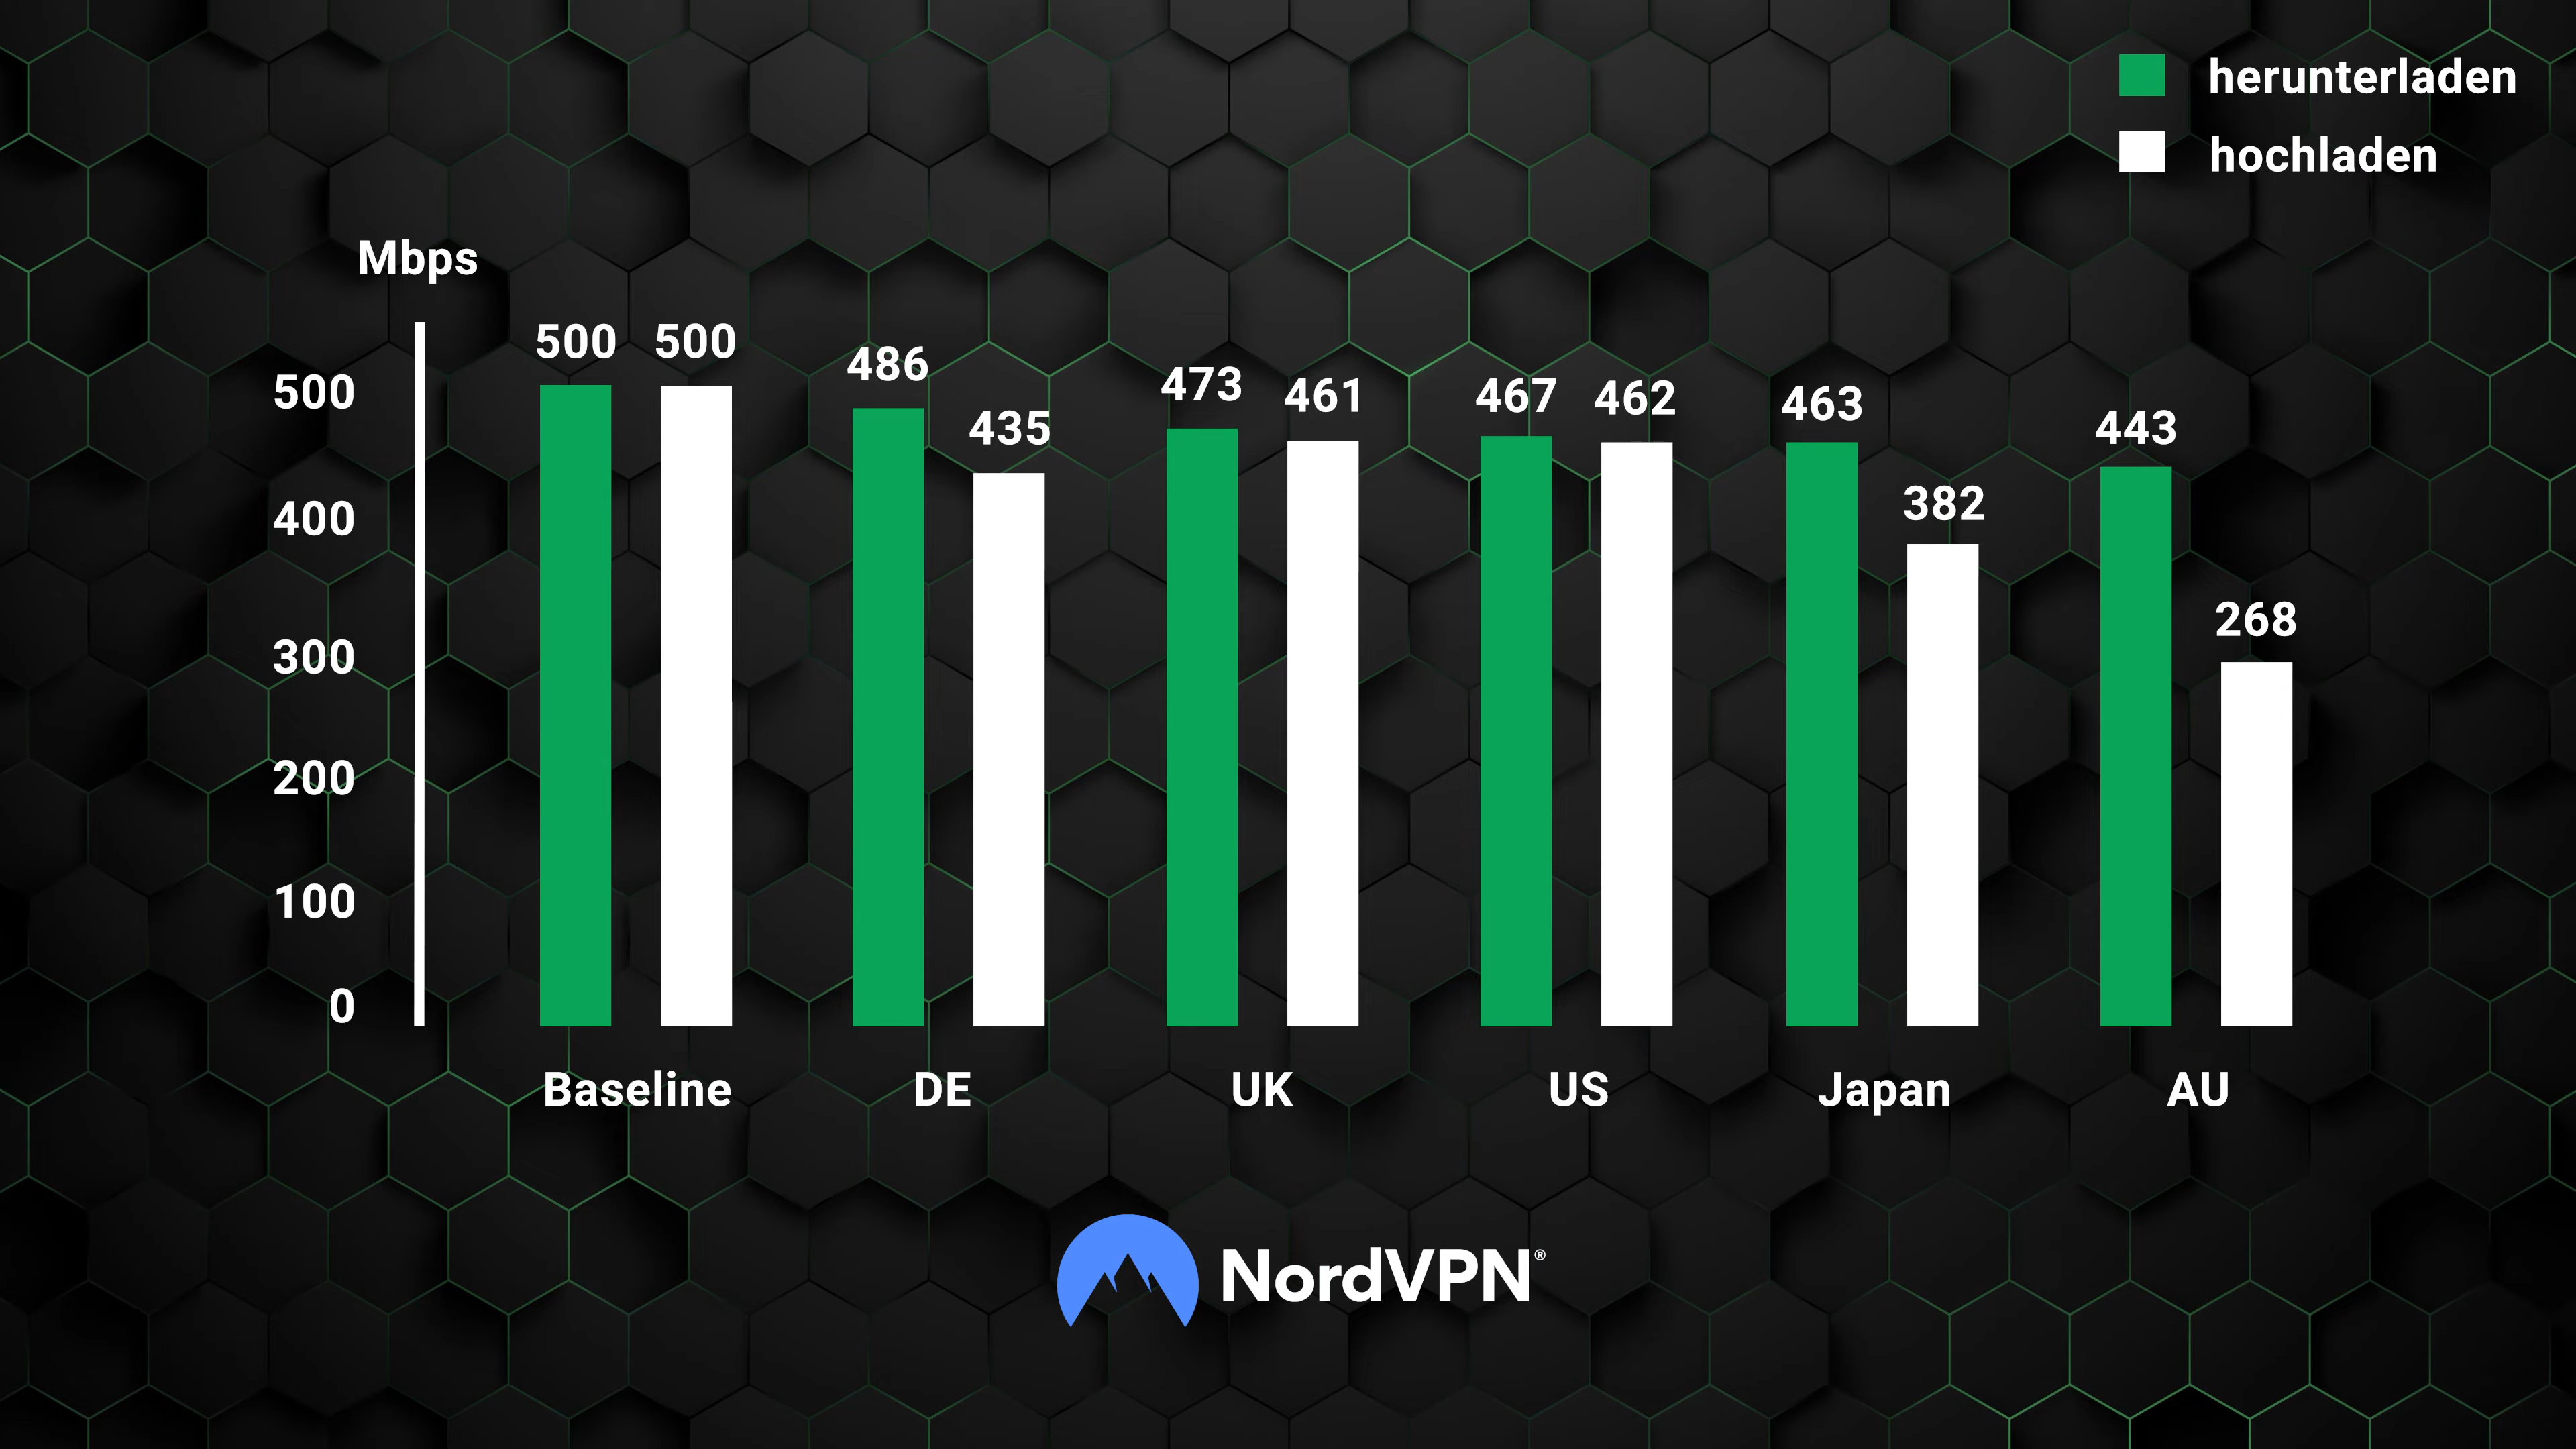 herunterladen
hochladen
Mbps
500
400
300
200
100
0
500 500
486 435
473 461
467 462
463 382
443 268
Baseline DE UK US Japan AU
NordVPN®